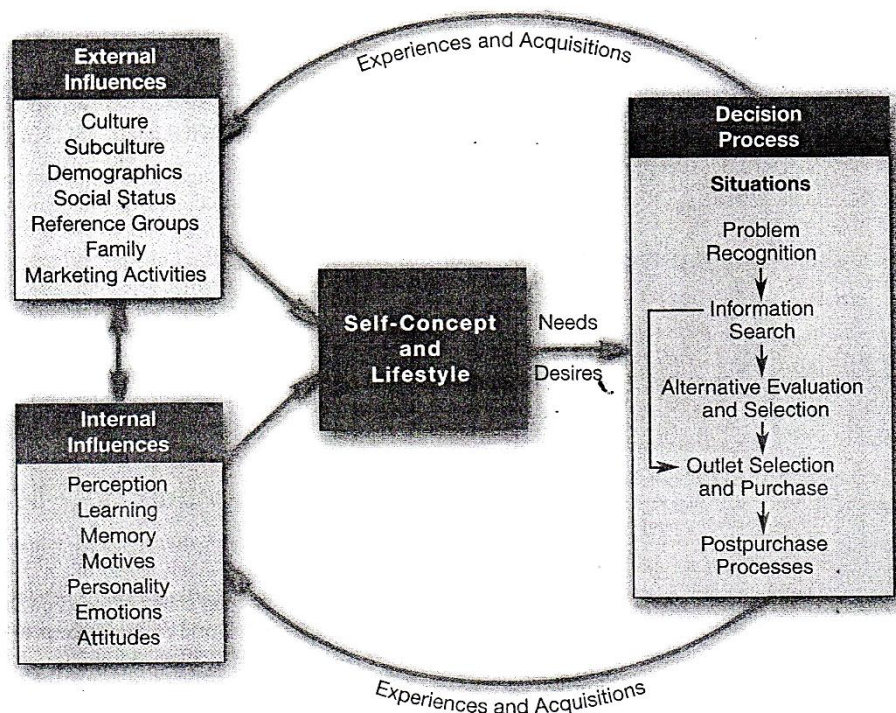 Experiences and Acquisitions
External
Influences
Culture
Subculture
Demographics
Social Status
Reference Groups
Family
Marketing Activities
Internal
Influences
Perception
Learning
Memory
Motives
Personality
Emotions
Attitudes
Self-Concept
and
Lifestyle
Needs
Desires
Decision
Process
Situations
Problem
Recognition
Information
Search
Alternative Evaluation
and Selection
Outlet Selection
and Purchase
Postpurchase
Processes
Experiences and Acquisitions